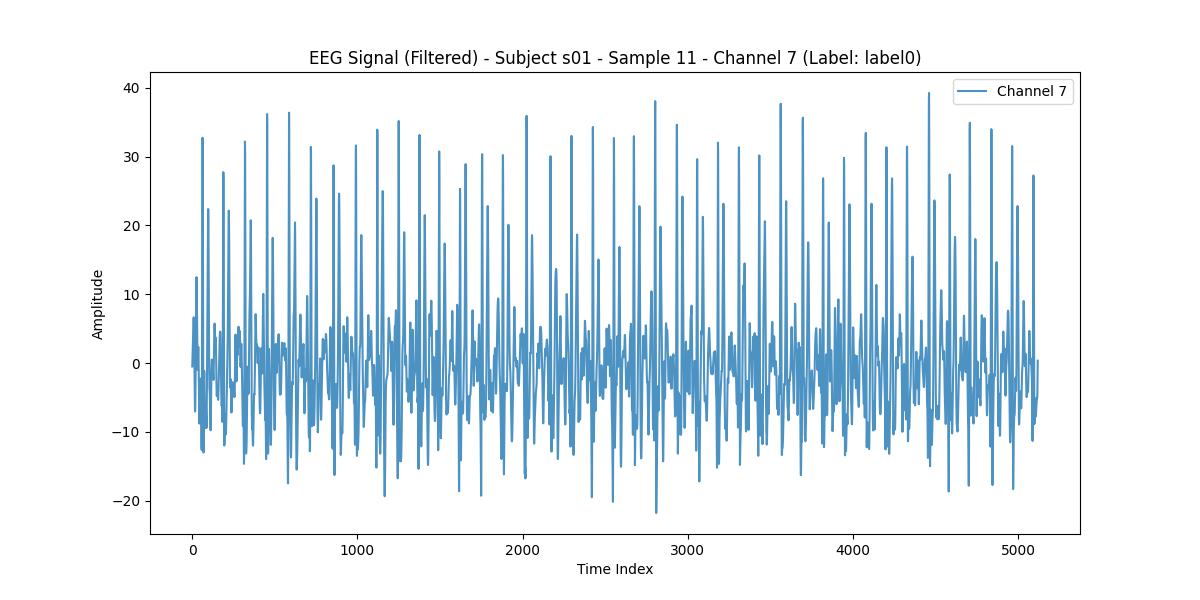 EEG Signal (Filtered) - Subject s01 - Sample 11 - Channel 7 (Label: label0)
Channel 7
40
30
20
10
0
−10
−20
Amplitude
0 1000 2000 3000 4000 5000
Time Index